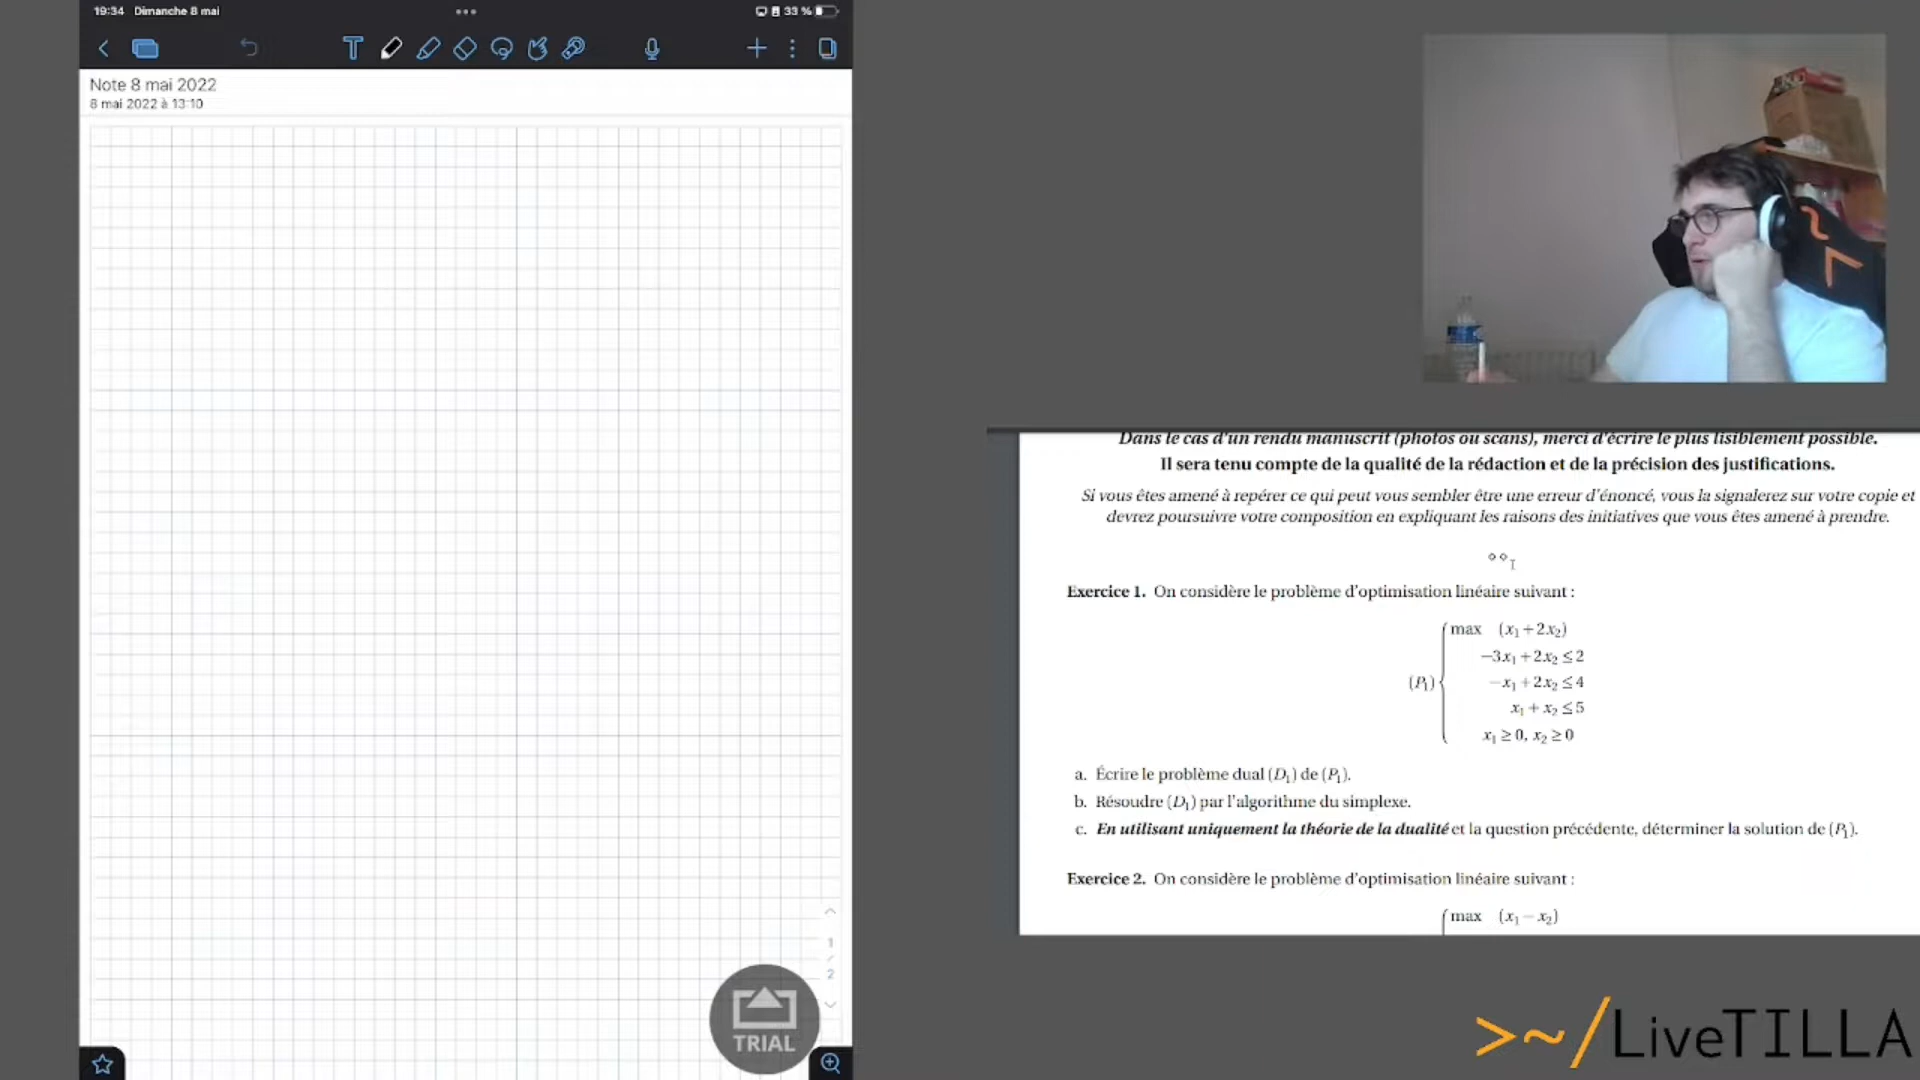 19:34 Dimanche 8 mai
33 %
Note 8 mai 2022
8 mai 2022 à 13:10
1
/
2
TRIAL
Dans le cas d'un rendu manuscrit (photos ou scans), merci d'écrire le plus lisiblement possible.
Il sera tenu compte de la qualité de la rédaction et de la précision des justifications.
Si vous êtes amené à repérer ce qui peut vous sembler être une erreur d'énoncé, vous la signalerez sur votre copie et
devrez poursuivre votre composition en expliquant les raisons des initiatives que vous êtes amené à prendre.
Exercice 1. On considère le problème d'optimisation linéaire suivant :
max (x₁+2x₂)
−3x₁+2x₂ ≤ 2
−x₁+2x₂ ≤ 4
(P₁)
x₁+x₂ ≤ 5
x₁ ≥ 0, x₂ ≥ 0
a. Écrire le problème dual (D₁) de (P₁).
b. Résoudre (D₁) par l'algorithme du simplexe.
c. En utilisant uniquement la théorie de la dualité et la question précédente, déterminer la solution de (P₁).
Exercice 2. On considère le problème d'optimisation linéaire suivant :
max (x₁−x₂)
>~/LiveTILLA